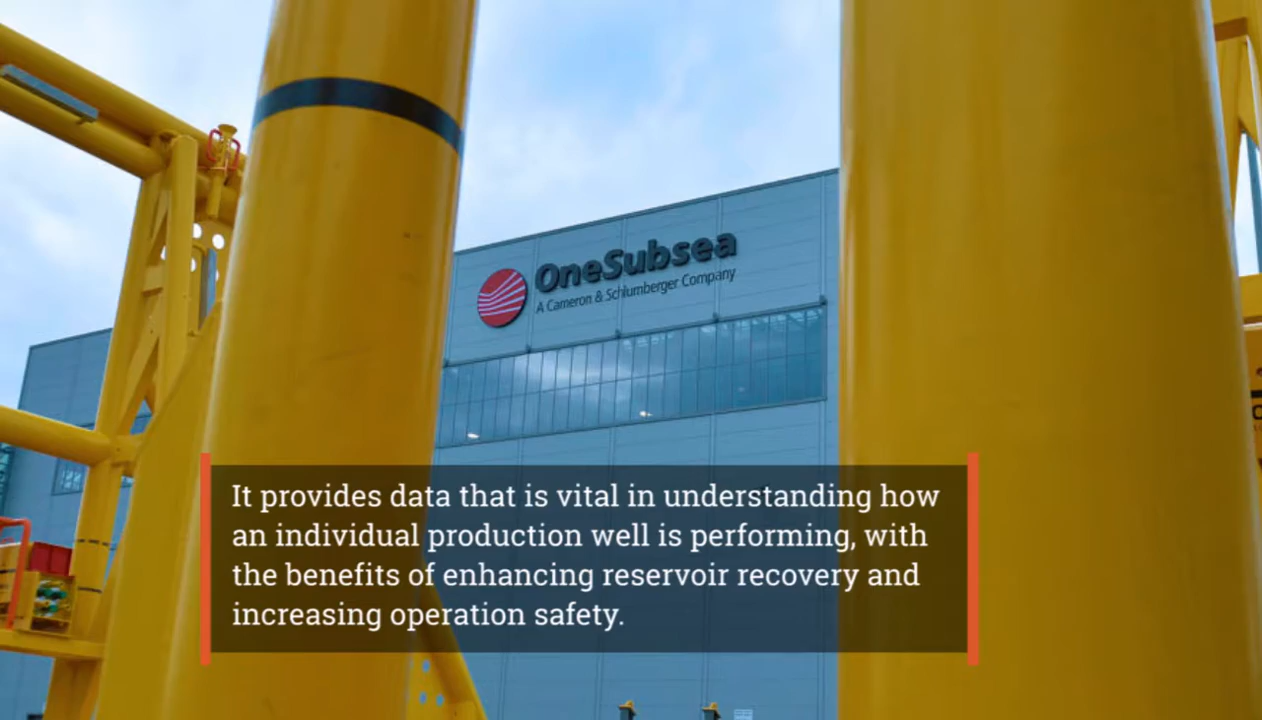 OneSubsea
A Cameron & Schlumberger Company
It provides data that is vital in understanding how
an individual production well is performing, with
the benefits of enhancing reservoir recovery and
increasing operation safety.